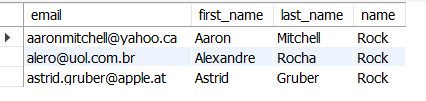 email first_name last_name name
aaronmitchell@yahoo.ca Aaron Mitchell Rock
alero@uol.com.br Alexandre Rocha Rock
astrid.gruber@apple.at Astrid Gruber Rock